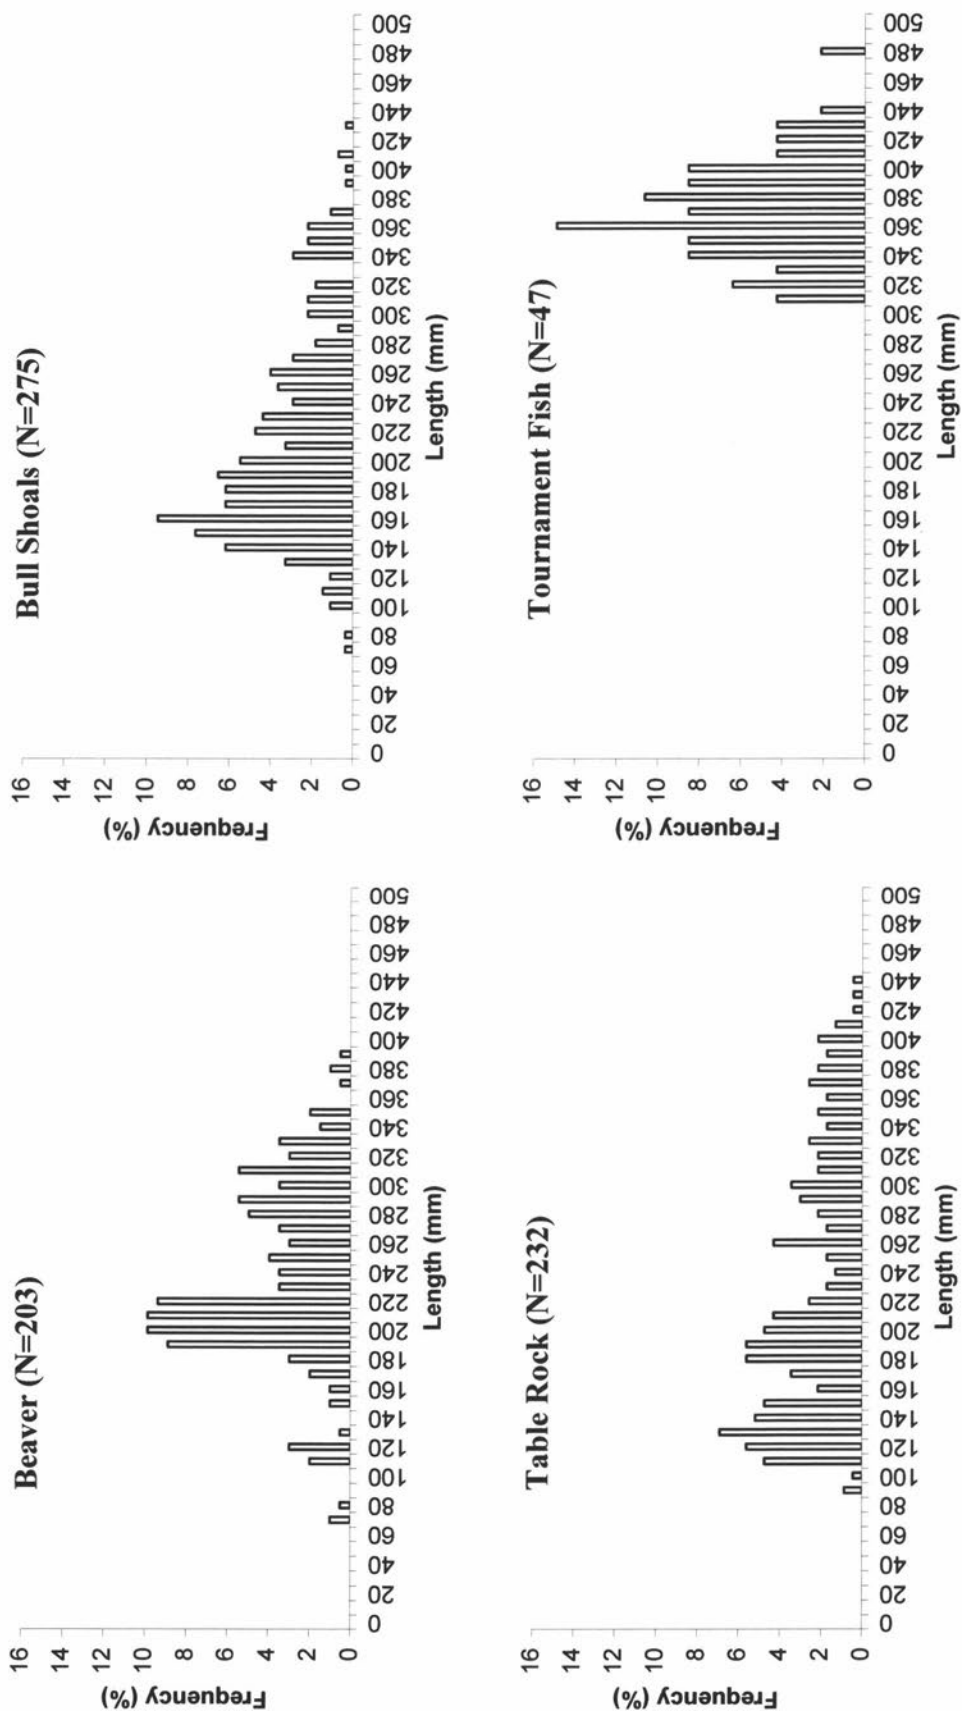 Beaver (N=203)
Frequency (%)
16
14
12
10
8
6
4
2
0
0 20 40 60 80 100 120 140 160 180 200 220 240 260 280 300 320 340 360 380 400 420 440 460 480 500
Length (mm)
Bull Shoals (N=275)
Frequency (%)
16
14
12
10
8
6
4
2
0
0 20 40 60 80 100 120 140 160 180 200 220 240 260 280 300 320 340 360 380 400 420 440 460 480 500
Length (mm)
Table Rock (N=232)
Frequency (%)
16
14
12
10
8
6
4
2
0
0 20 40 60 80 100 120 140 160 180 200 220 240 260 280 300 320 340 360 380 400 420 440 460 480 500
Length (mm)
Tournament Fish (N=47)
Frequency (%)
16
14
12
10
8
6
4
2
0
0 20 40 60 80 100 120 140 160 180 200 220 240 260 280 300 320 340 360 380 400 420 440 460 480 500
Length (mm)